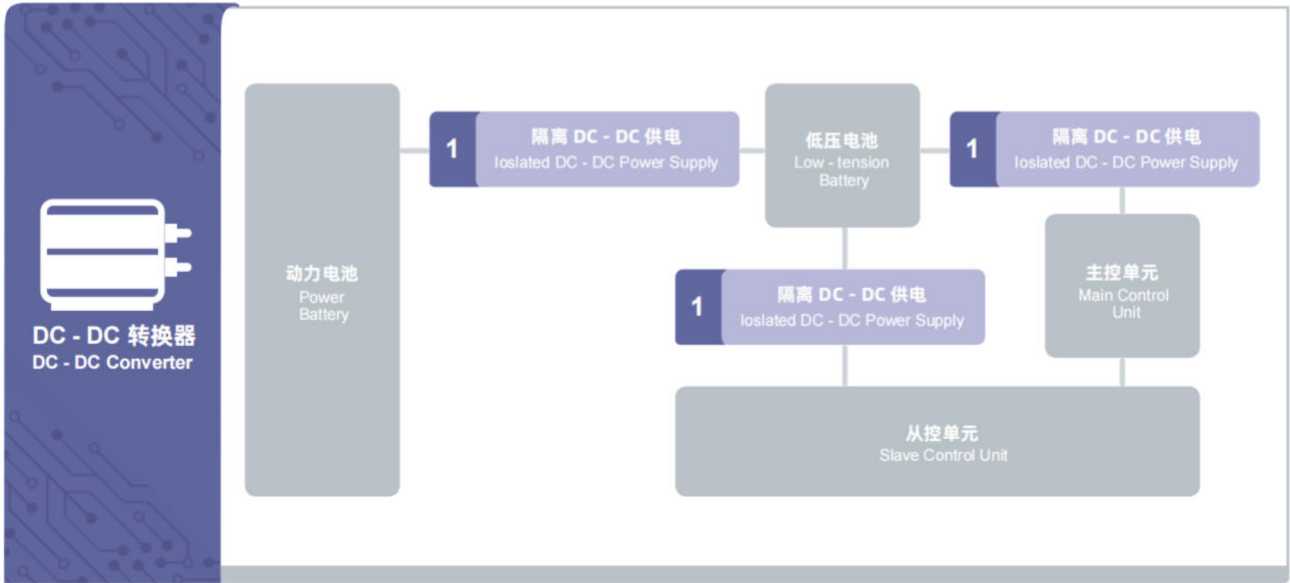 DC - DC 转换器
DC - DC Converter
动力电池
Power
Battery
1
隔离 DC - DC 供电
Ioslated DC - DC Power Supply
低压电池
Low - tension
Battery
1
隔离 DC - DC 供电
Ioslated DC - DC Power Supply
1
隔离 DC - DC 供电
Ioslated DC - DC Power Supply
主控单元
Main Control
Unit
从控单元
Slave Control Unit